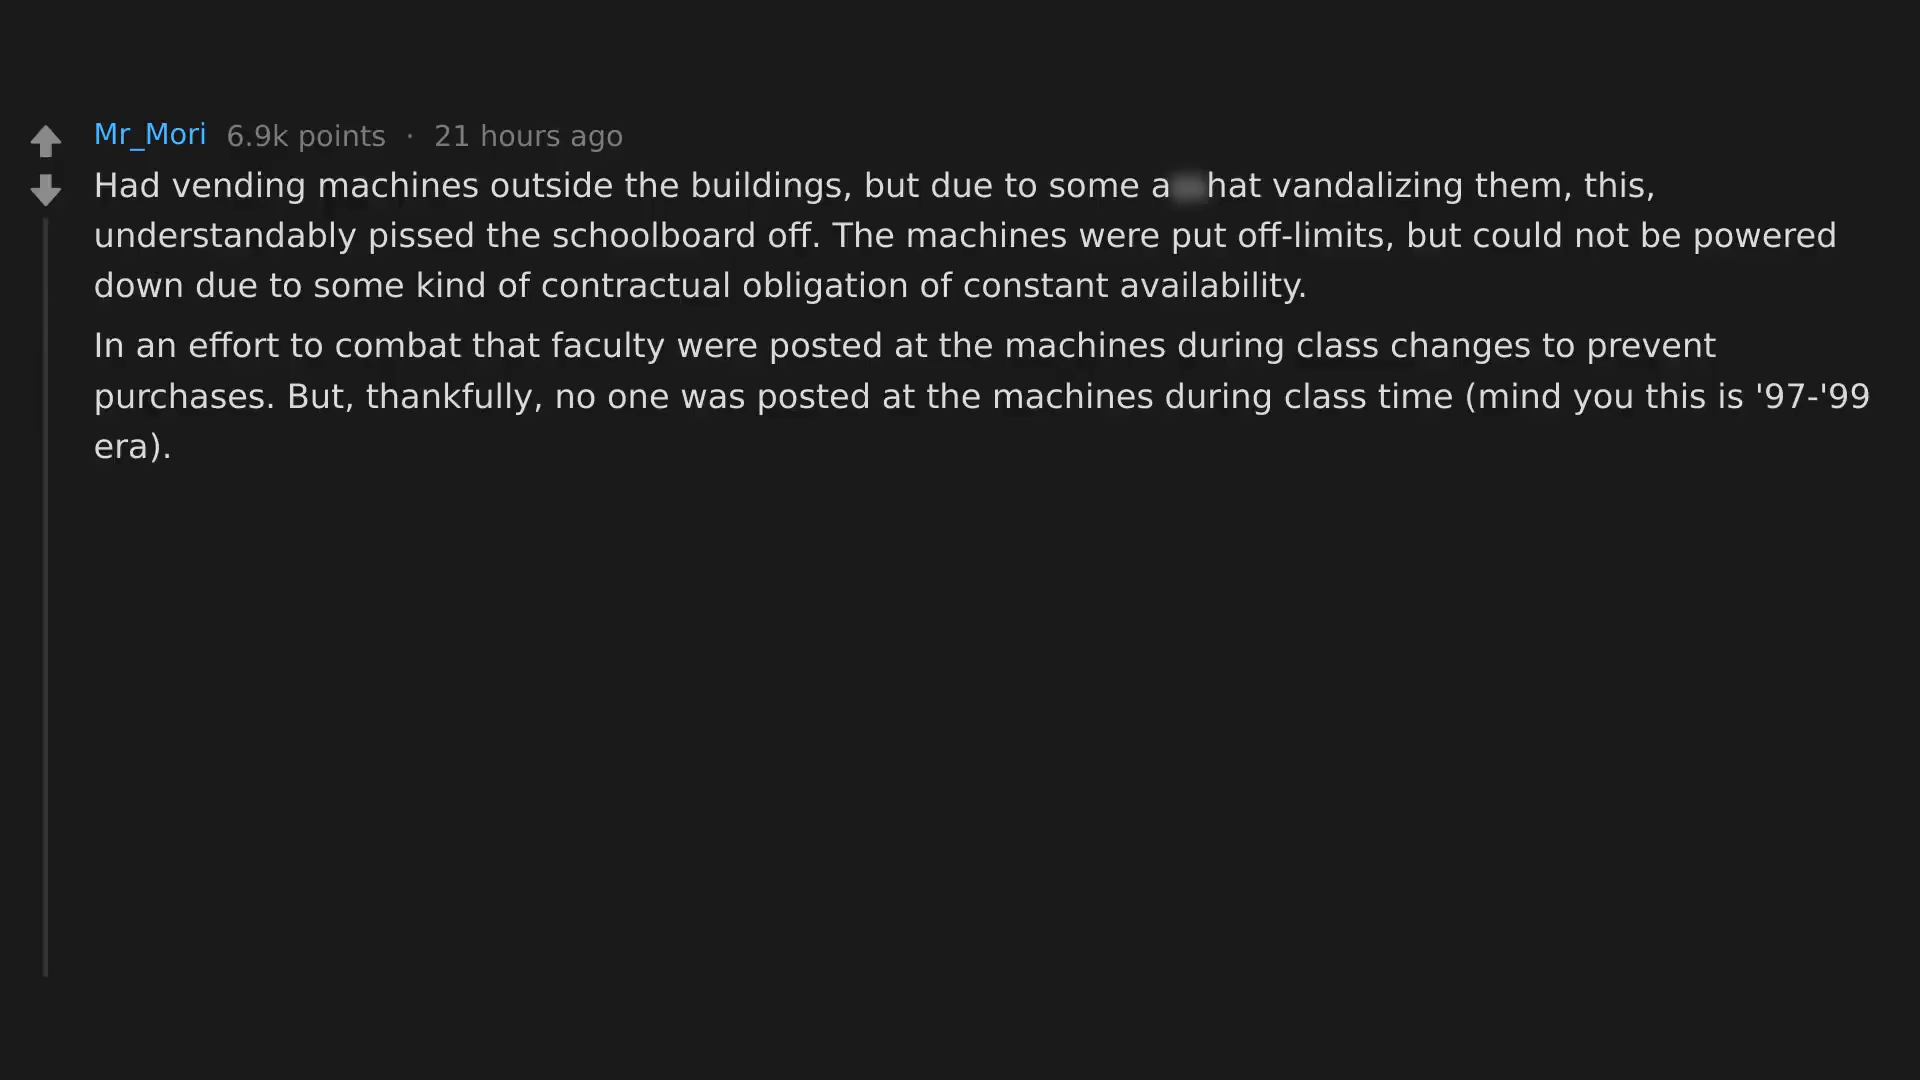 Mr_Mori 6.9k points · 21 hours ago
Had vending machines outside the buildings, but due to some a hat vandalizing them, this,
understandably pissed the schoolboard off. The machines were put off-limits, but could not be powered
down due to some kind of contractual obligation of constant availability.
In an effort to combat that faculty were posted at the machines during class changes to prevent
purchases. But, thankfully, no one was posted at the machines during class time (mind you this is '97-'99
era).